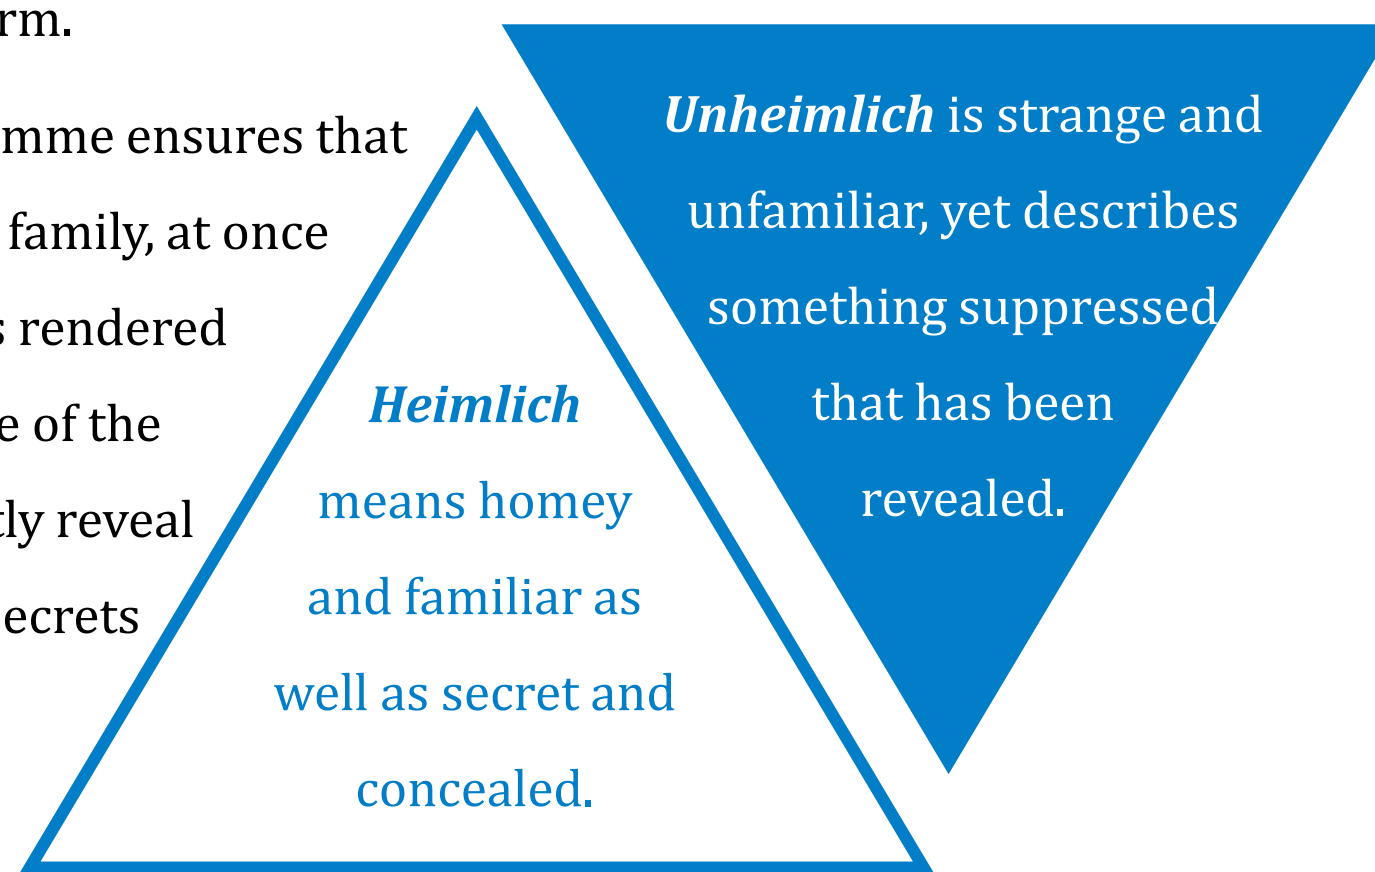 rm.
mme ensures that
family, at once
s rendered
e of the
tly reveal
ecrets
Heimlich
means homey
and familiar as
well as secret and
concealed.
Unheimlich is strange and
unfamiliar, yet describes
something suppressed
that has been
revealed.